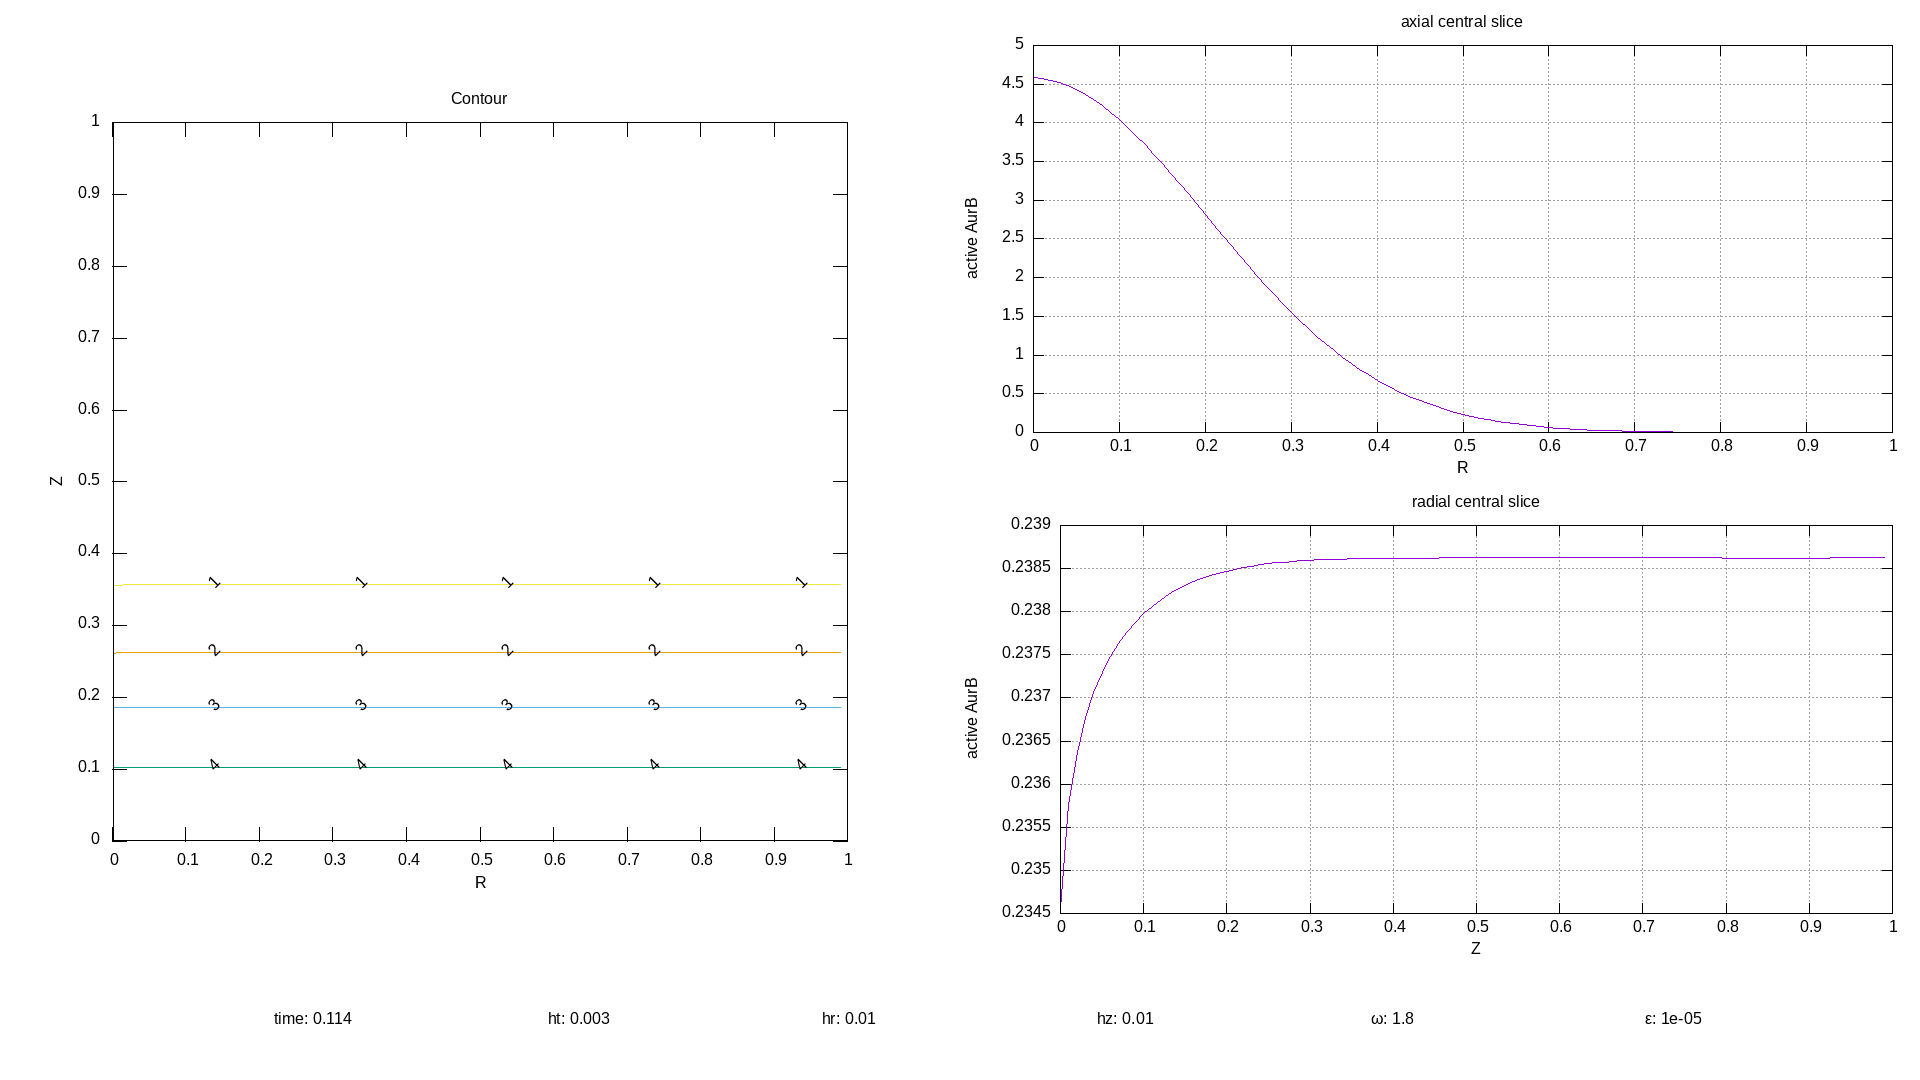 Contour
1
0.9
0.8
0.7
0.6
0.5
0.4
0.3
0.2
0.1
0
Z
1 1 1 1 1
2 2 2 2 2
3 3 3 3 3
4 4 4 4 4
0 0.1 0.2 0.3 0.4 0.5 0.6 0.7 0.8 0.9 1
R
axial central slice
5
4.5
4
3.5
3
2.5
2
1.5
1
0.5
0
active AurB
0 0.1 0.2 0.3 0.4 0.5 0.6 0.7 0.8 0.9 1
R
radial central slice
0.239
0.2385
0.238
0.2375
0.237
0.2365
0.236
0.2355
0.235
0.2345
active AurB
0 0.1 0.2 0.3 0.4 0.5 0.6 0.7 0.8 0.9 1
Z
time: 0.114 ht: 0.003 hr: 0.01 hz: 0.01 ω: 1.8 ε: 1e-05